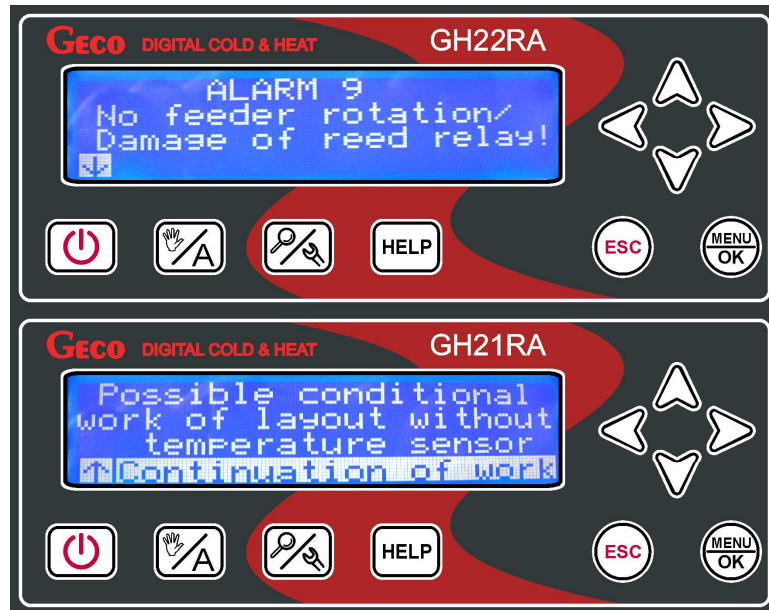 GECO DIGITAL COLD & HEAT GH22RA
ALARM 9
No feeder rotation/
Damage of reed relay!
A HELP ESC MENU
OK
GECO DIGITAL COLD & HEAT GH21RA
Possible conditional
work of layout without
temperature sensor
↑Continuation of work
A HELP ESC MENU
OK